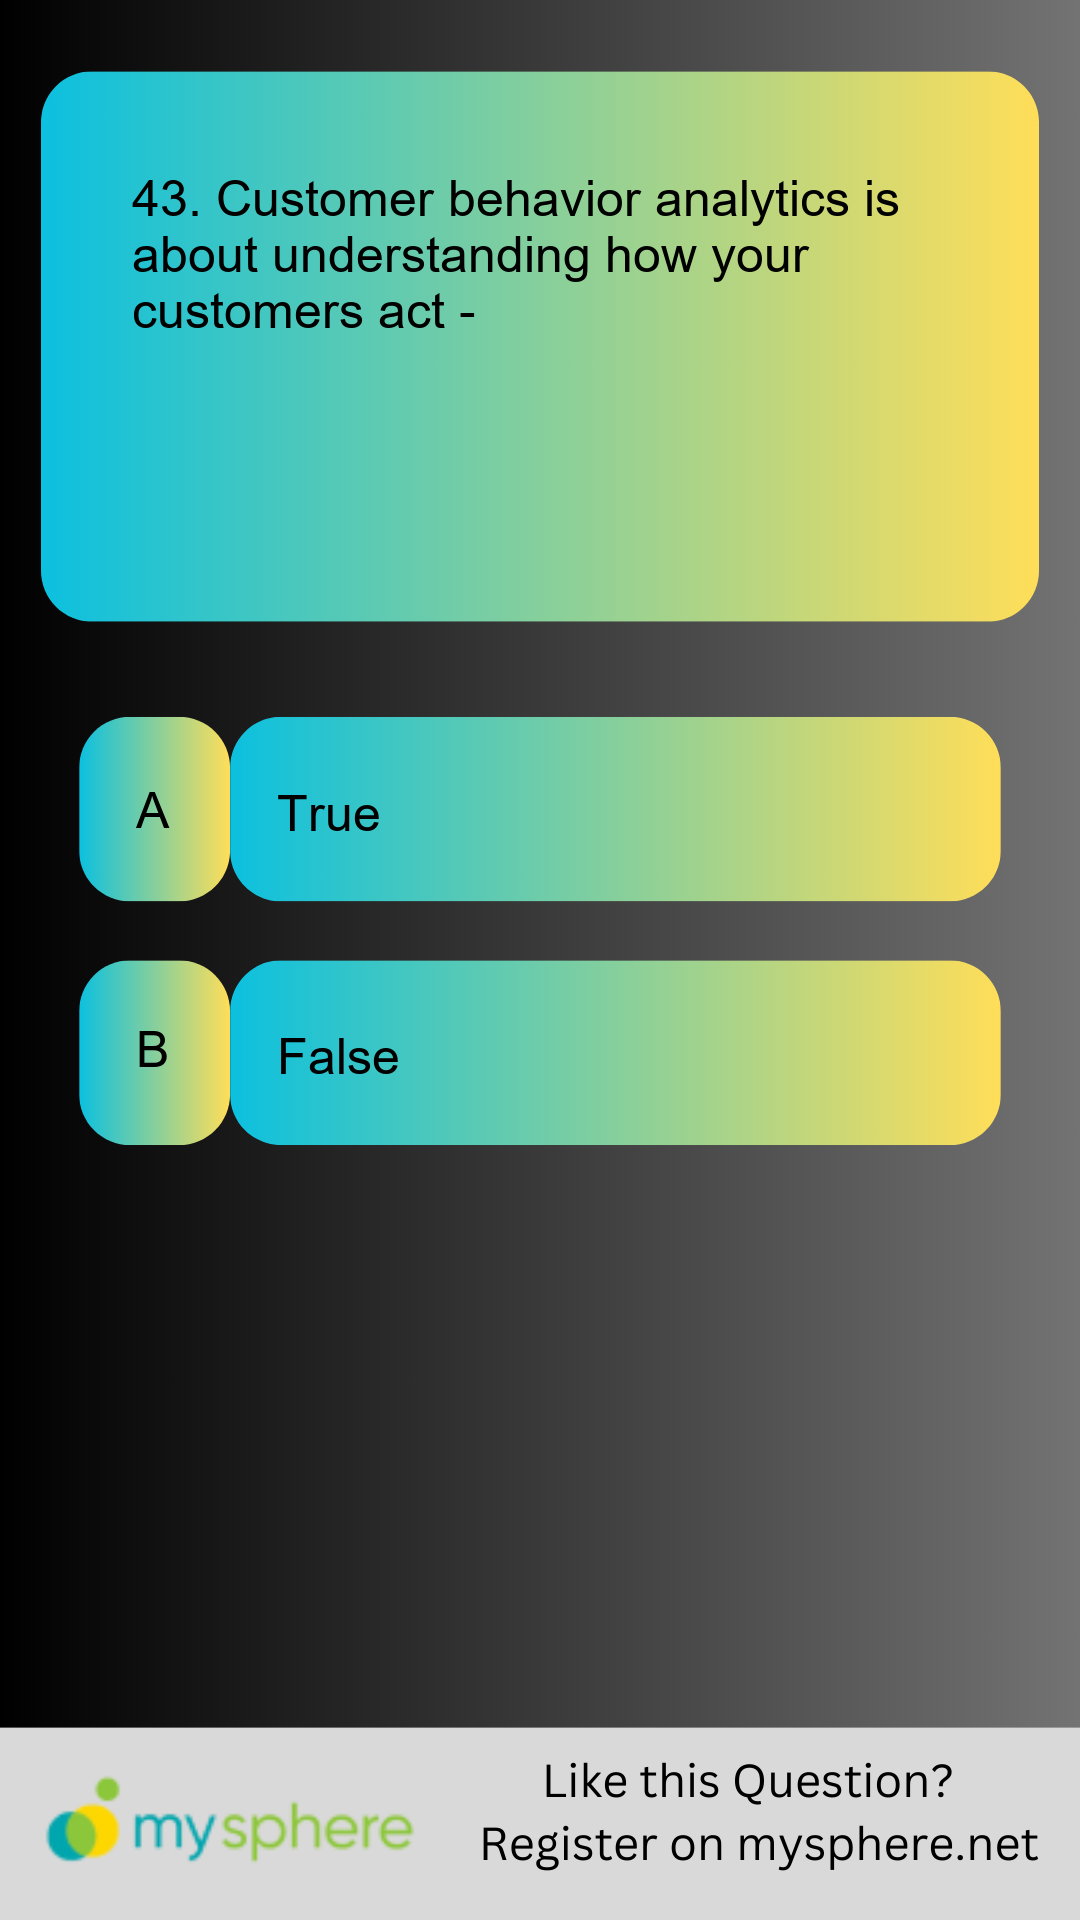 43. Customer behavior analytics is
about understanding how your
customers act -
A
True
B
False
mysphere
Like this Question?
Register on mysphere.net